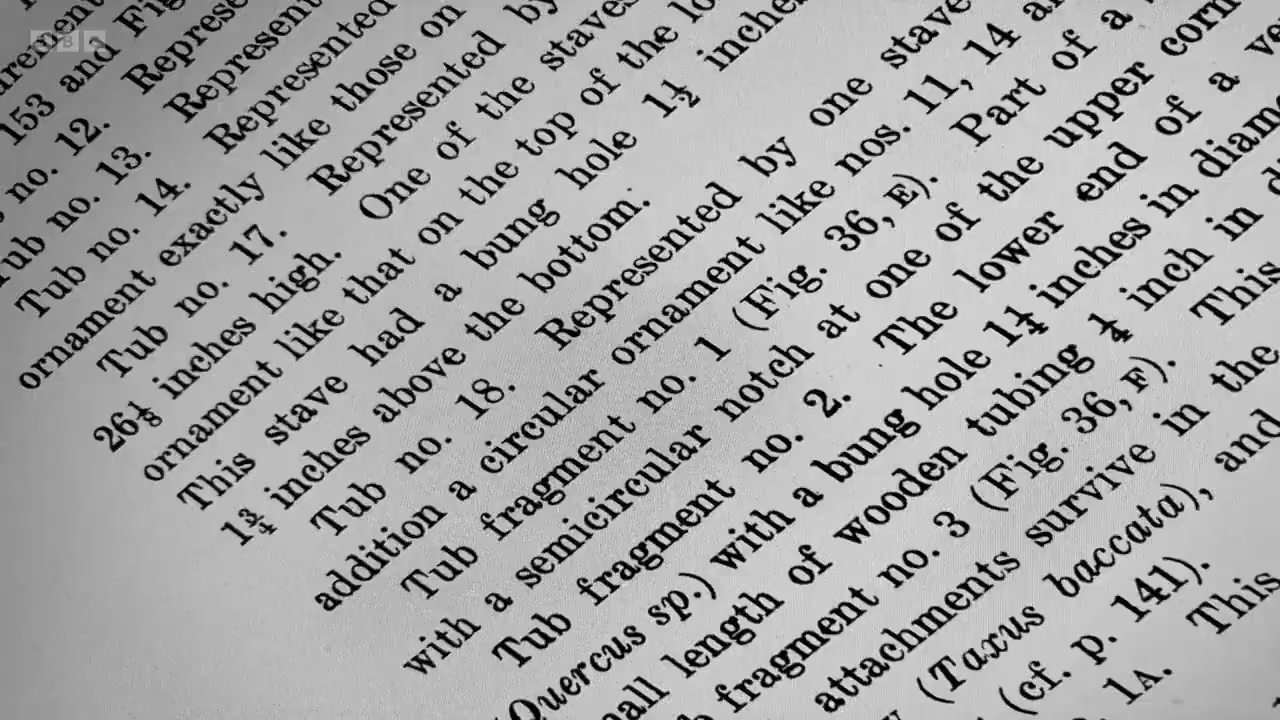 BBC
153 and Fig
no. 12. Represe
Tub no. 13. Represent
Tub no. 14. Represented
ornament exactly like those on
Tub no. 17. Represented by
26⅛ inches high. One of the staves
ornament like that on the top of the lo
This stave had a bung hole 1½ inches
1¾ inches above the bottom.
Tub no. 18. Represented by one stave
addition a circular ornament like nos. 11, 14 a
Tub fragment no. 1 (Fig. 36, E). Part of a
with a semicircular notch at one of the upper corn
Tub fragment no. 2. The lower end of a ve
(Quercus sp.) with a bung hole 1¼ inches in diam
all length of wooden tubing ¼ inch in d
fragment no. 3 (Fig. 36, F). This
attachments survive in the
(Taxus baccata), and
(cf. p. 141).
1A. This